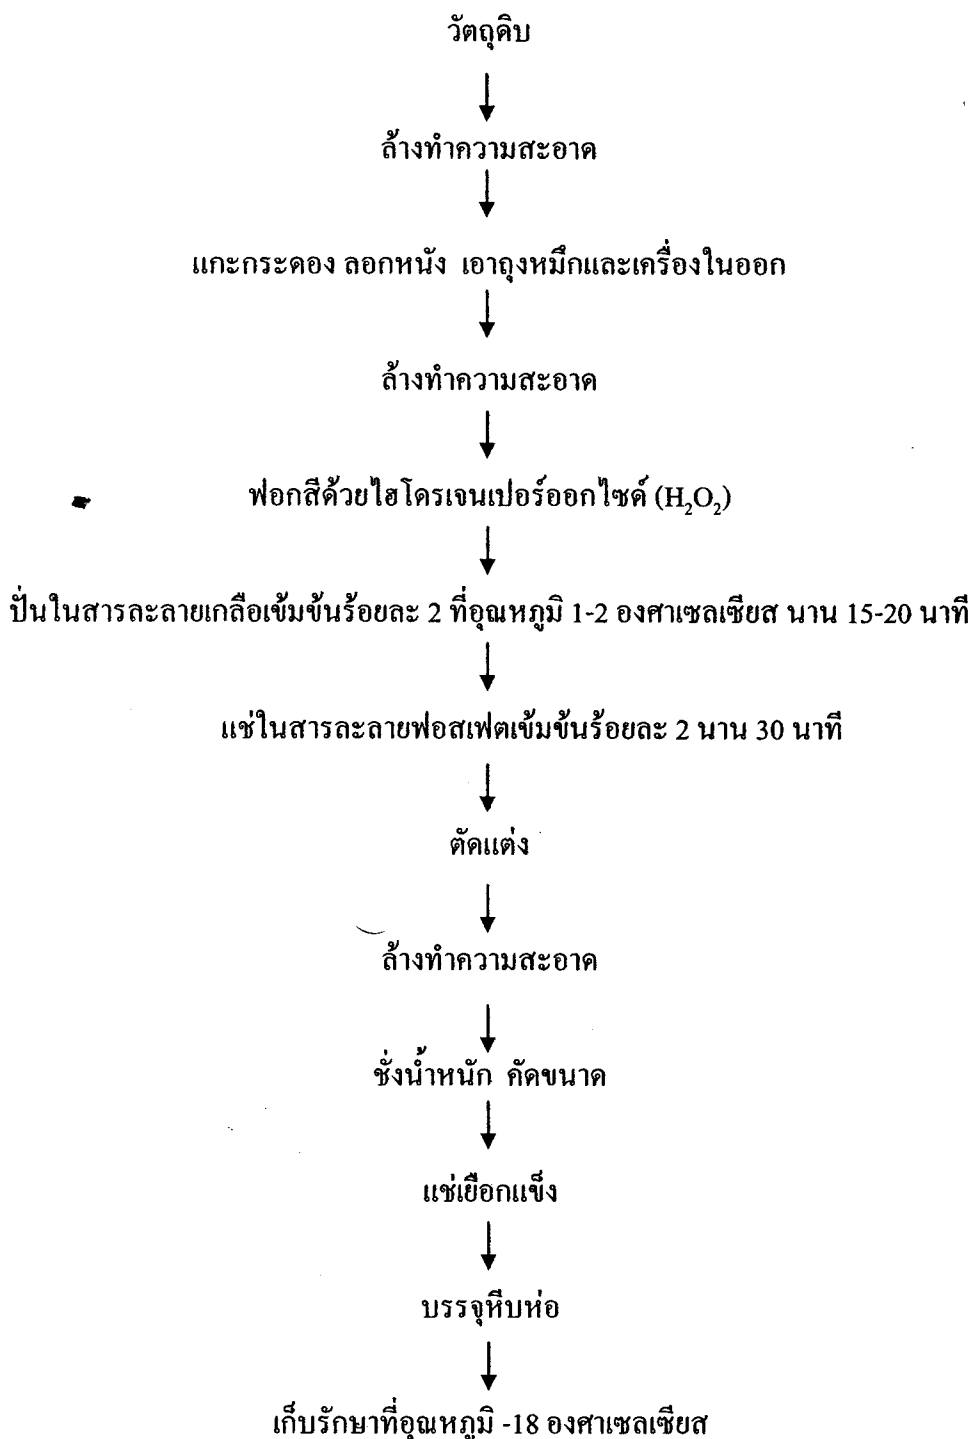 วัตถุดิบ
ล้างทำความสะอาด
แกะกระดอง ลอกหนัง เอาถุงหมึกและเครื่องในออก
ล้างทำความสะอาด
ฟอกสีด้วยไฮโดรเจนเปอร์ออกไซด์ (H₂O₂)
ปั่นในสารละลายเกลือเข้มข้นร้อยละ 2 ที่อุณหภูมิ 1-2 องศาเซลเซียส นาน 15-20 นาที
แช่ในสารละลายฟอสเฟตเข้มข้นร้อยละ 2 นาน 30 นาที
ตัดแต่ง
ล้างทำความสะอาด
ชั่งน้ำหนัก คัดขนาด
แช่เยือกแข็ง
บรรจุหีบห่อ
เก็บรักษาที่อุณหภูมิ -18 องศาเซลเซียส